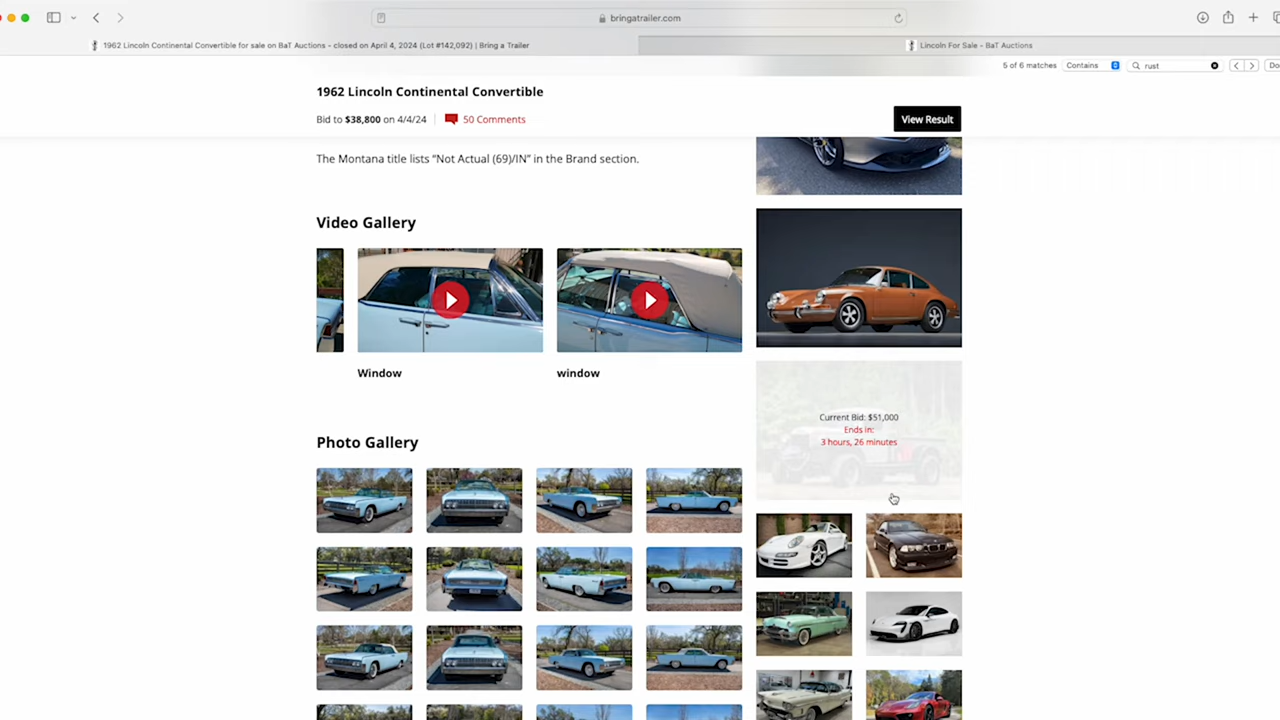 bringatrailer.com
1962 Lincoln Continental Convertible for sale on BaT Auctions - closed on April 4, 2024 (Lot #142,092) | Bring a Trailer
Lincoln For Sale - BaT Auctions
5 of 6 matches
Contains
rust
Do
1962 Lincoln Continental Convertible
Bid to $38,800 on 4/4/24
50 Comments
View Result
The Montana title lists “Not Actual (69)/IN” in the Brand section.
Video Gallery
Window
window
Current Bid: $51,000
Ends in:
3 hours, 26 minutes
Photo Gallery